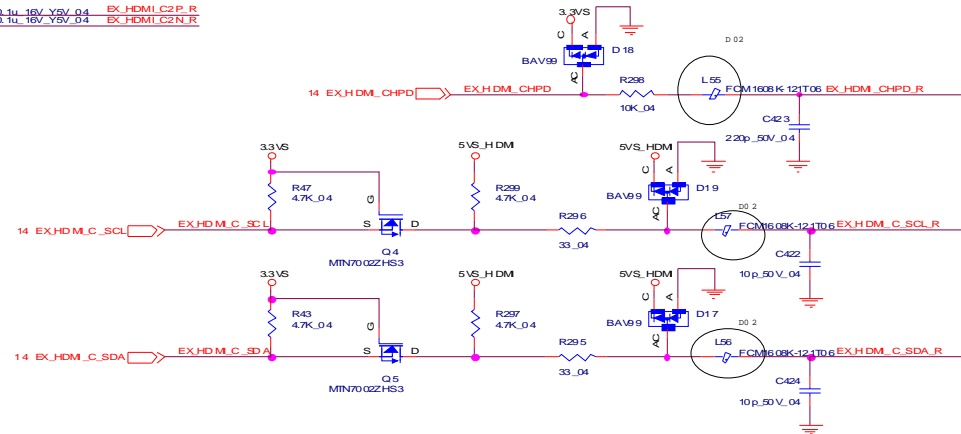 0.1u_16V_Y5V_04 EX_HDMI_C2P_R
0.1u_16V_Y5V_04 EX_HDMI_C2N_R
3.3VS
C A
D18
BAV99
AC
D02
R298
L55
14 EX_HDMI_CHPD EX_HDMI_CHPD
FCM1608K-121T06 EX_HDMI_CHPD_R
10K_04
C423
220p_50V_04
3.3VS 5VS_HDMI 5VS_HDMI
C A
D19
R47
4.7K_04
R299
4.7K_04
BAV99
AC
D02
G
R296
L57
14 EX_HDMI_C_SCL EX_HDMI_C_SCL
S D
FCM1608K-121T06 EX_HDMI_C_SCL_R
33_04
Q4
MTN7002ZHS3
C422
10p_50V_04
3.3VS 5VS_HDMI 5VS_HDMI
C A
D17
R43
4.7K_04
R297
4.7K_04
BAV99
AC
D02
G
R295
L56
14 EX_HDMI_C_SDA EX_HDMI_C_SDA
S D
FCM1608K-121T06 EX_HDMI_C_SDA_R
33_04
Q5
MTN7002ZHS3
C424
10p_50V_04